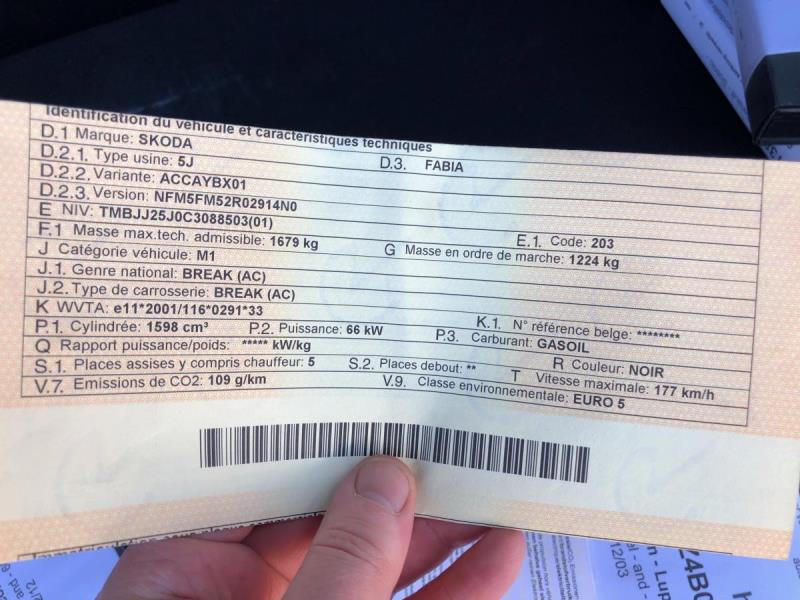 Identification du véhicule et caractéristiques techniques
D.1 Marque: SKODA
D.2.1. Type usine: 5J D.3. FABIA
D.2.2. Variante: ACCAYBX01
D.2.3. Version: NFM5FM52R02914N0
E NIV: TMBJJ25J0C3088503(01) E.1. Code: 203
F.1 Masse max.tech. admissible: 1679 kg G Masse en ordre de marche: 1224 kg
J Catégorie véhicule: M1
J.1. Genre national: BREAK (AC)
J.2. Type de carrosserie: BREAK (AC)
K WVTA: e11*2001/116*0291*33 K.1. N° référence belge: ********
P.1. Cylindrée: 1598 cm³ P.2. Puissance: 66 kW P.3. Carburant: GASOIL
Q Rapport puissance/poids: ***** kW/kg R Couleur: NOIR
S.1. Places assises y compris chauffeur: 5 S.2. Places debout: ** T Vitesse maximale: 177 km/h
V.7. Emissions de CO2: 109 g/km V.9. Classe environnementale: EURO 5